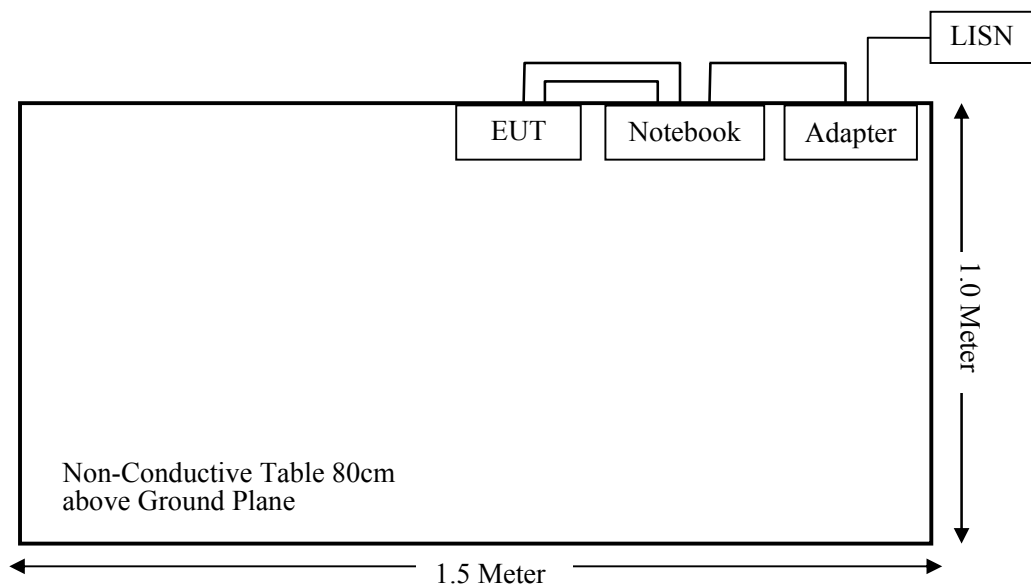 LISN
EUT
Notebook
Adapter
1.0 Meter
Non-Conductive Table 80cm
above Ground Plane
1.5 Meter